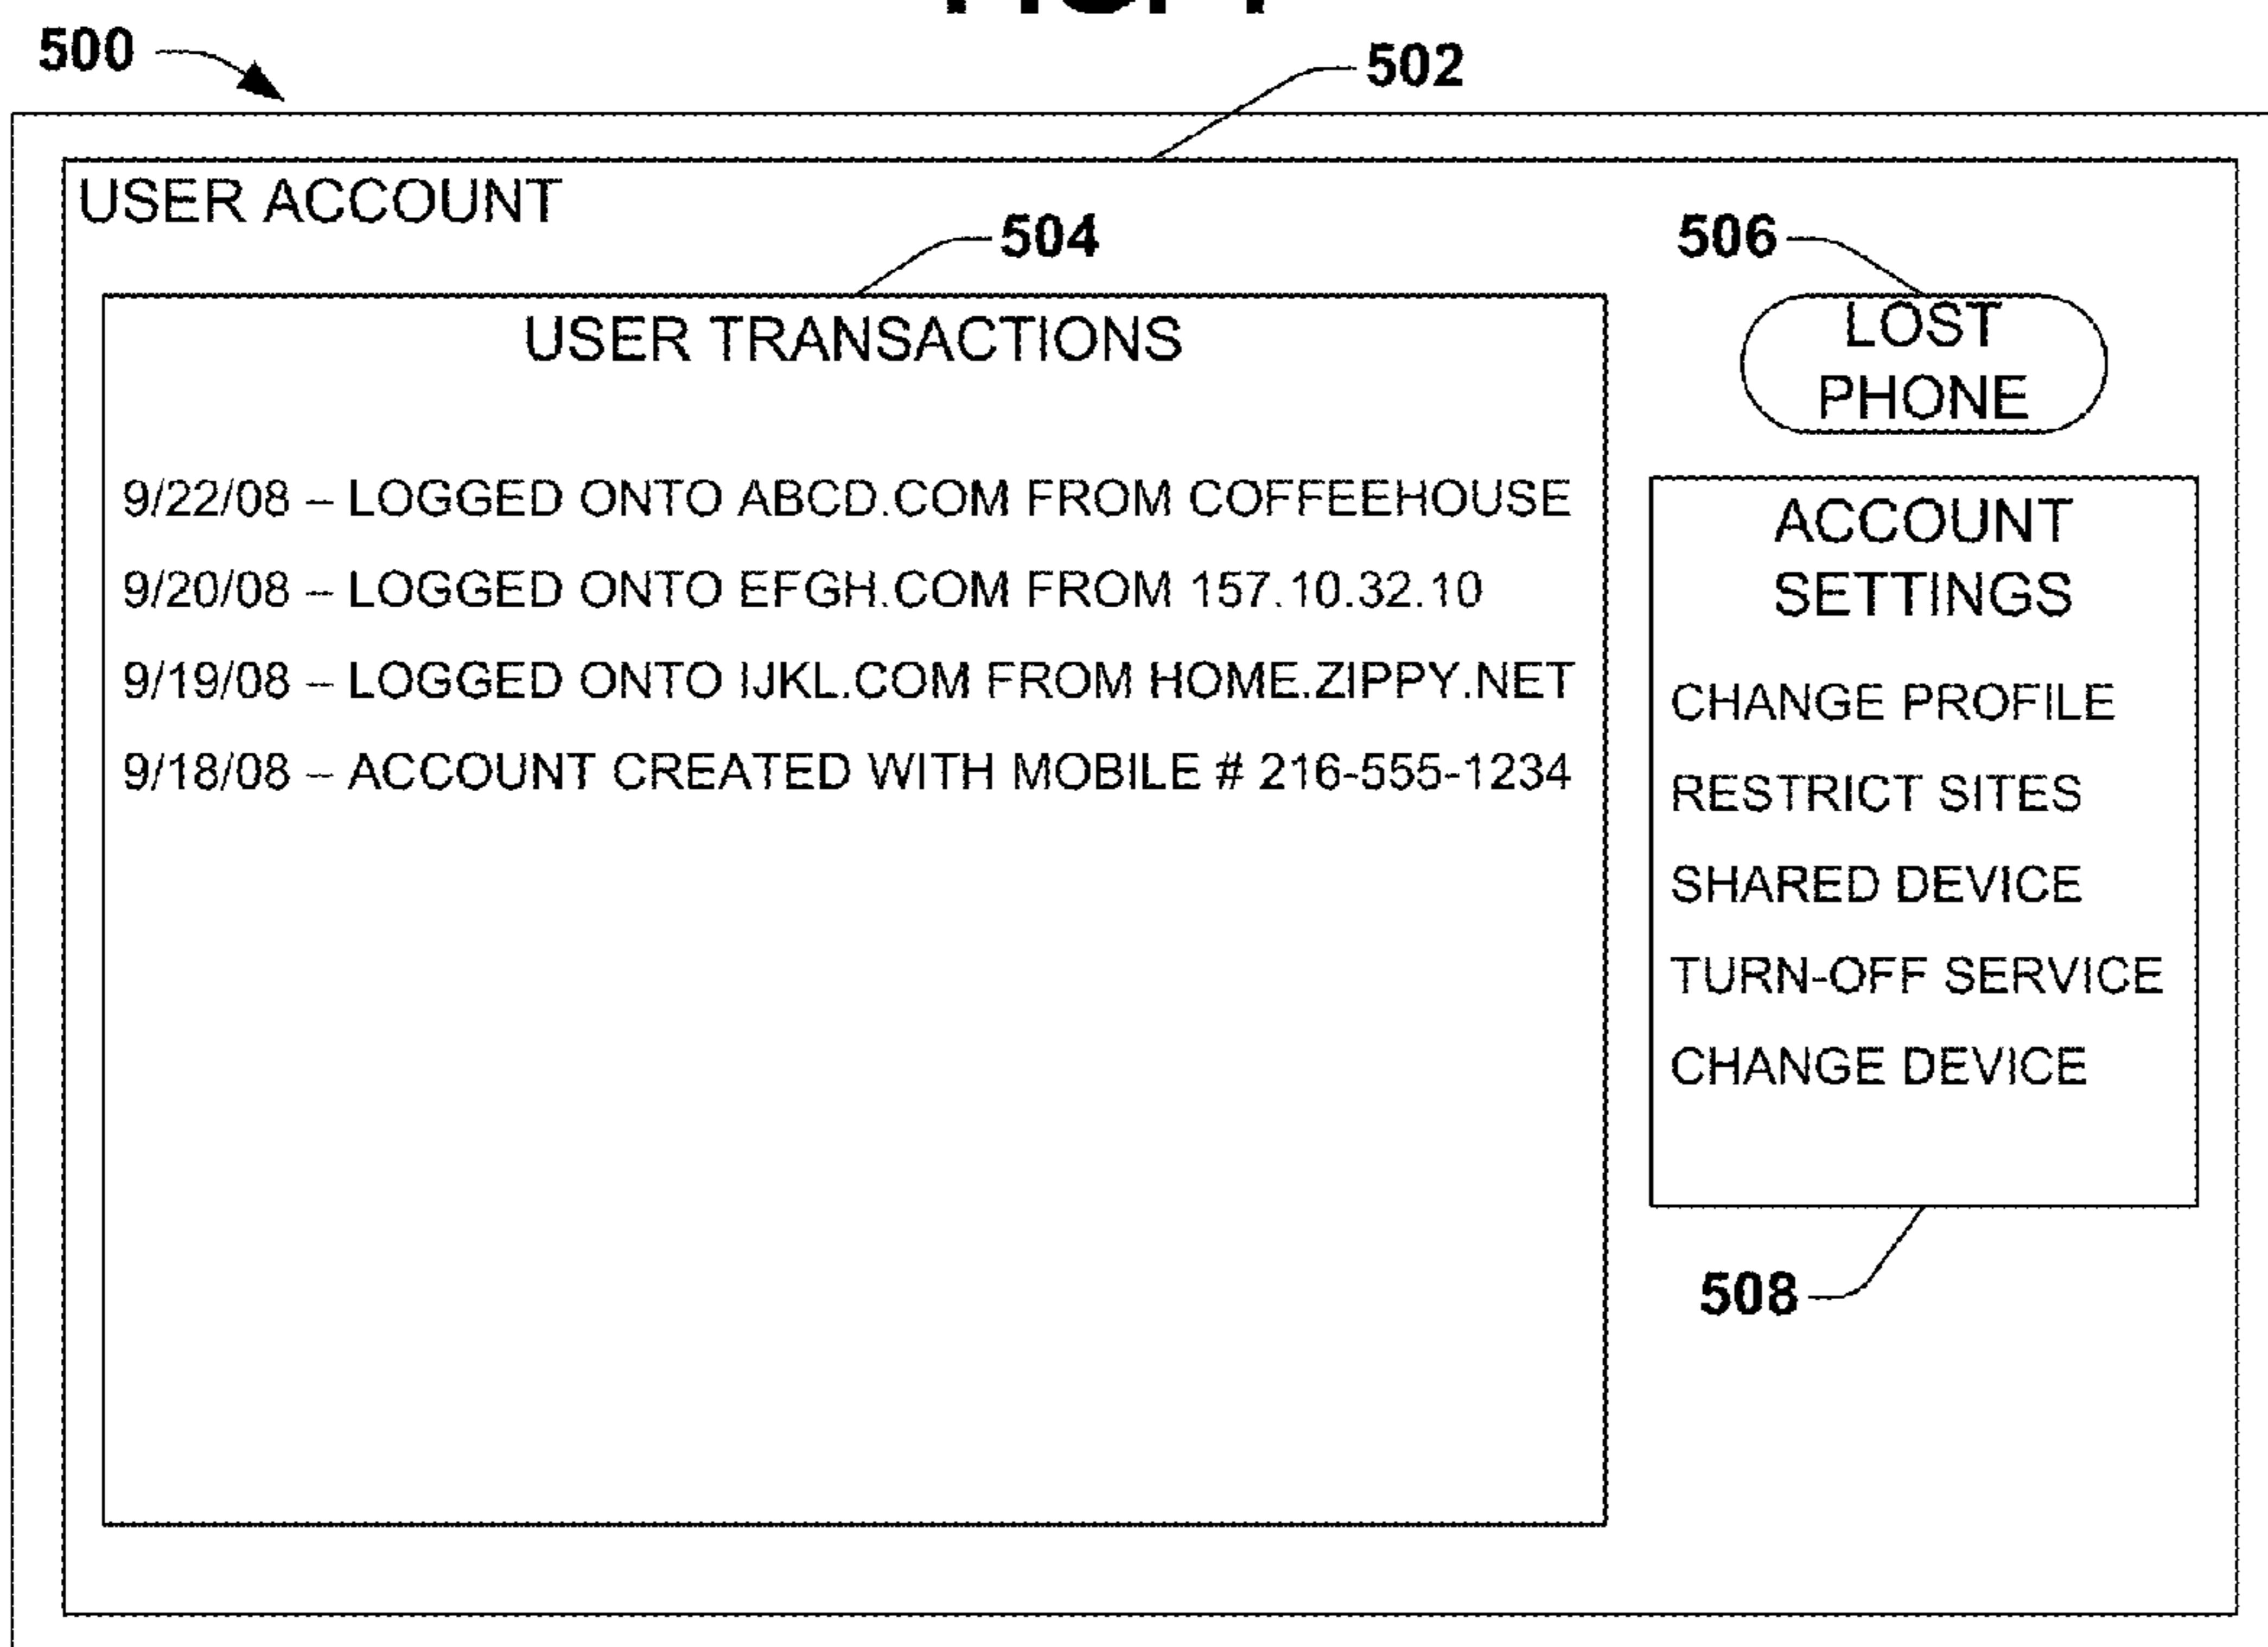 500
502
USER ACCOUNT
504
506
USER TRANSACTIONS
9/22/08 – LOGGED ONTO ABCD.COM FROM COFFEEHOUSE
9/20/08 – LOGGED ONTO EFGH.COM FROM 157.10.32.10
9/19/08 – LOGGED ONTO IJKL.COM FROM HOME.ZIPPY.NET
9/18/08 – ACCOUNT CREATED WITH MOBILE # 216-555-1234
LOST
PHONE
ACCOUNT
SETTINGS
CHANGE PROFILE
RESTRICT SITES
SHARED DEVICE
TURN-OFF SERVICE
CHANGE DEVICE
508